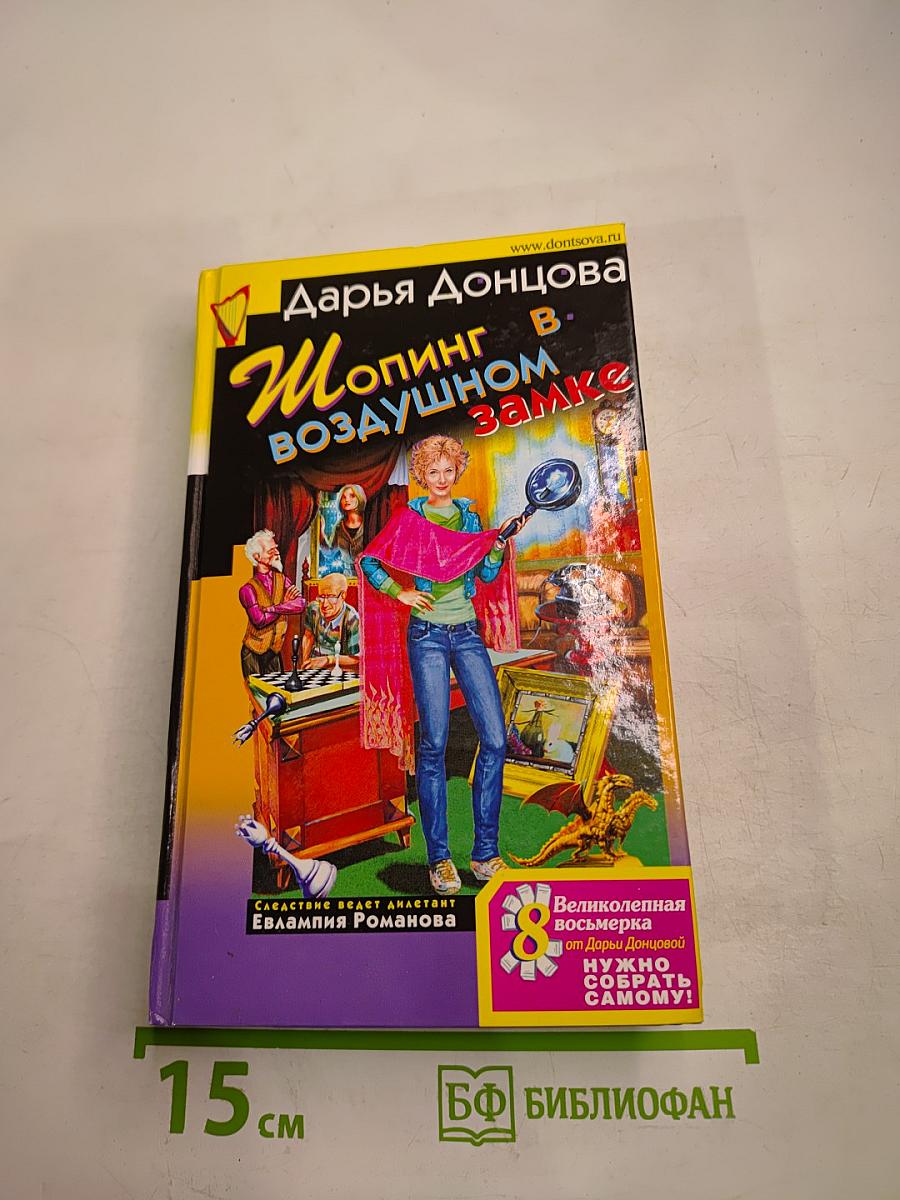 www.dontsova.ru
Дарья Донцова
Шопинг в
воздушном
замке
Следствие ведет дилетант
Евлампия Романова
8
Великолепная
восьмерка
от Дарьи Донцовой
НУЖНО
СОБРАТЬ
САМОМУ!
15 см
БФ БИБЛИОФАН